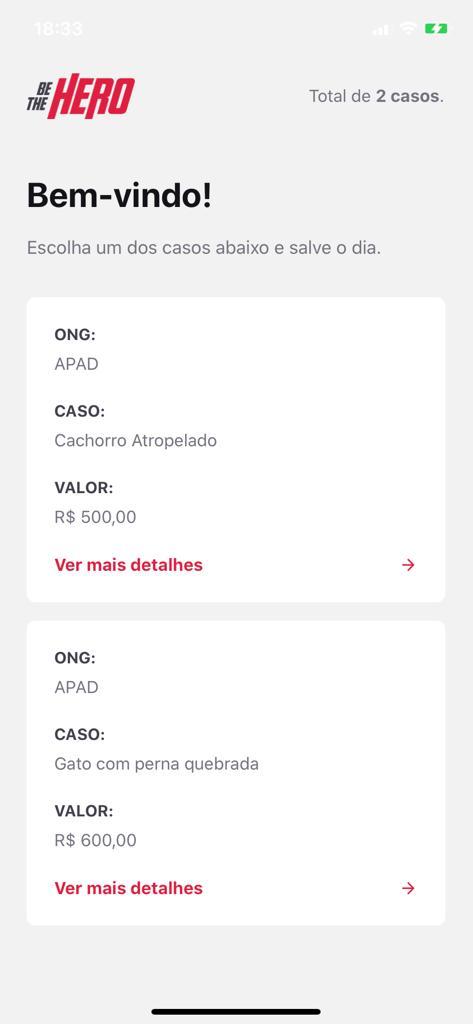 18:33
BE
THE HERO
Total de 2 casos.
Bem-vindo!
Escolha um dos casos abaixo e salve o dia.
ONG:
APAD
CASO:
Cachorro Atropelado
VALOR:
R$ 500,00
Ver mais detalhes →
ONG:
APAD
CASO:
Gato com perna quebrada
VALOR:
R$ 600,00
Ver mais detalhes →